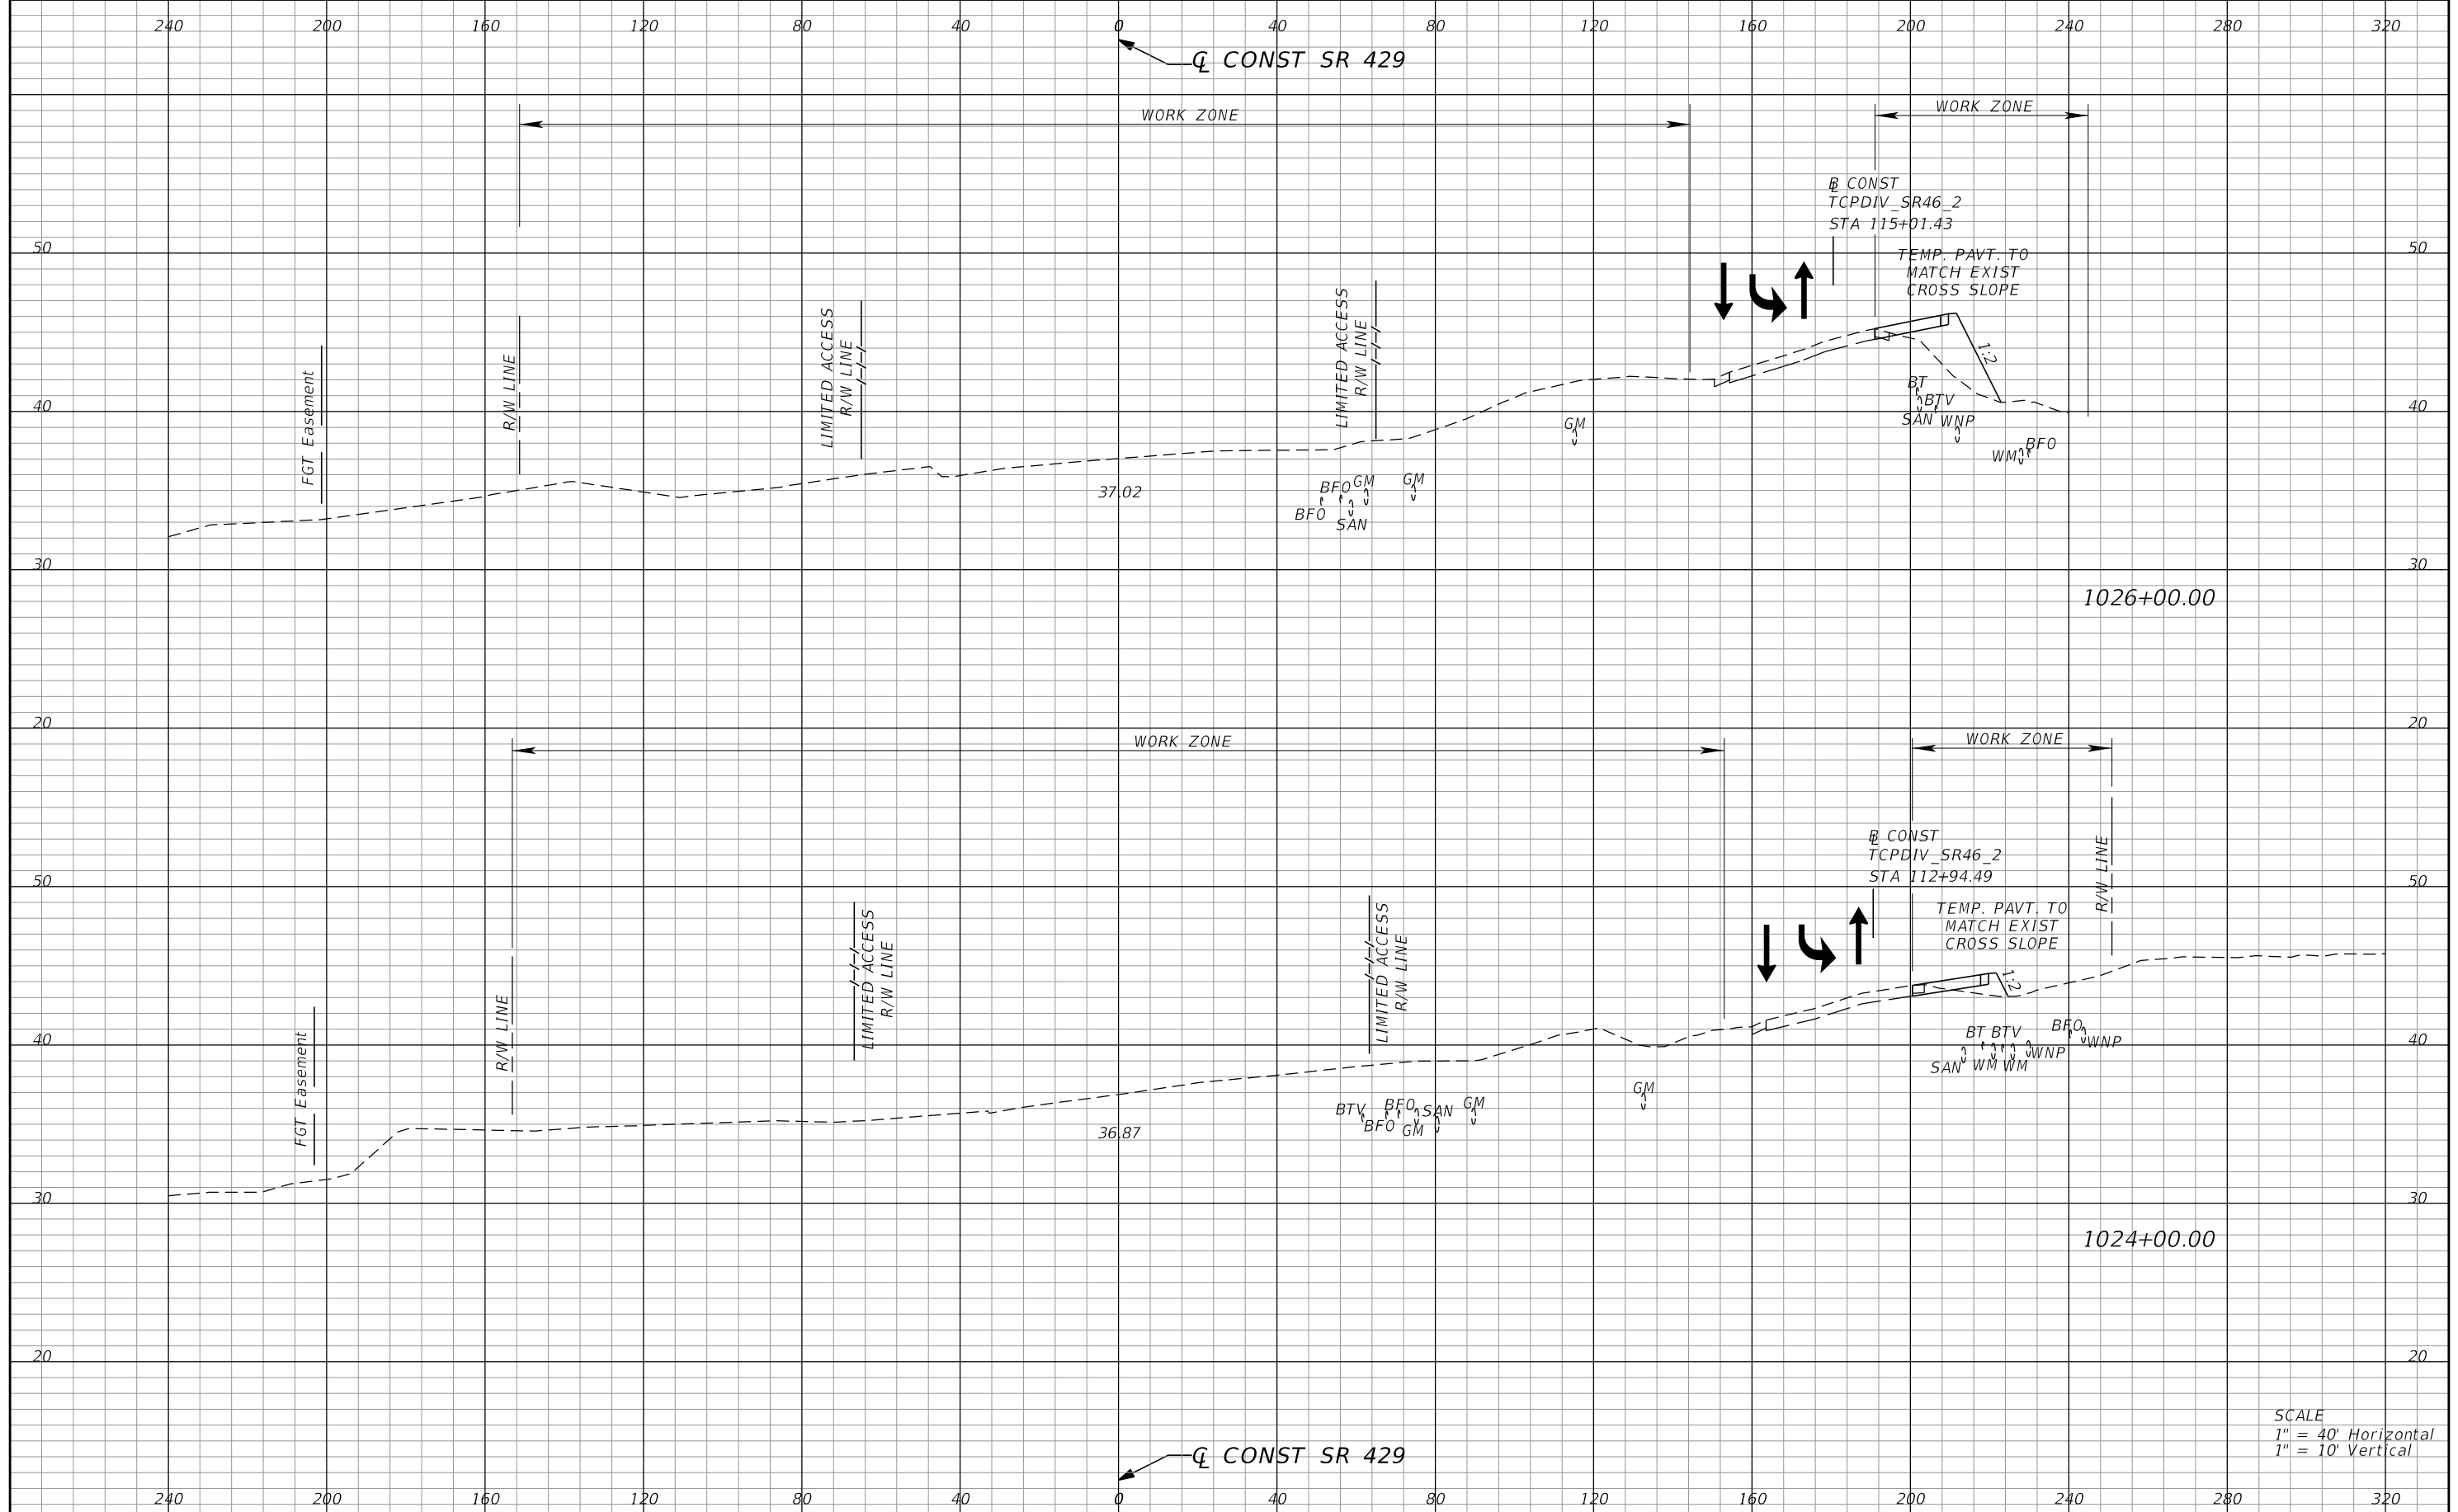 240 200 160 120 80 40 0 40 80 120 160 200 240 280 320
℄ CONST SR 429
WORK ZONE
WORK ZONE
℄ CONST
TCPDIV_SR46_2
STA 115+01.43
50
50
TEMP. PAVT. TO
MATCH EXIST
CROSS SLOPE
FGT Easement
R/W LINE
LIMITED ACCESS
R/W LINE
LIMITED ACCESS
R/W LINE
1:2
40
40
BT
BTV
SAN
WNP
GM
WM
BFO
37.02
BFO
BFO
GM
SAN
GM
30
30
1026+00.00
20
20
WORK ZONE
WORK ZONE
℄ CONST
TCPDIV_SR46_2
STA 112+94.49
R/W LINE
50
50
TEMP. PAVT. TO
MATCH EXIST
CROSS SLOPE
FGT Easement
R/W LINE
LIMITED ACCESS
R/W LINE
LIMITED ACCESS
R/W LINE
1:2
40
40
BT BTV
BFO
WNP
SAN
WM
WM
WNP
GM
36.87
BTV
BFO
BFO
GM
SAN
GM
30
30
1024+00.00
20
20
SCALE
1" = 40' Horizontal
1" = 10' Vertical
℄ CONST SR 429
240 200 160 120 80 40 0 40 80 120 160 200 240 280 320